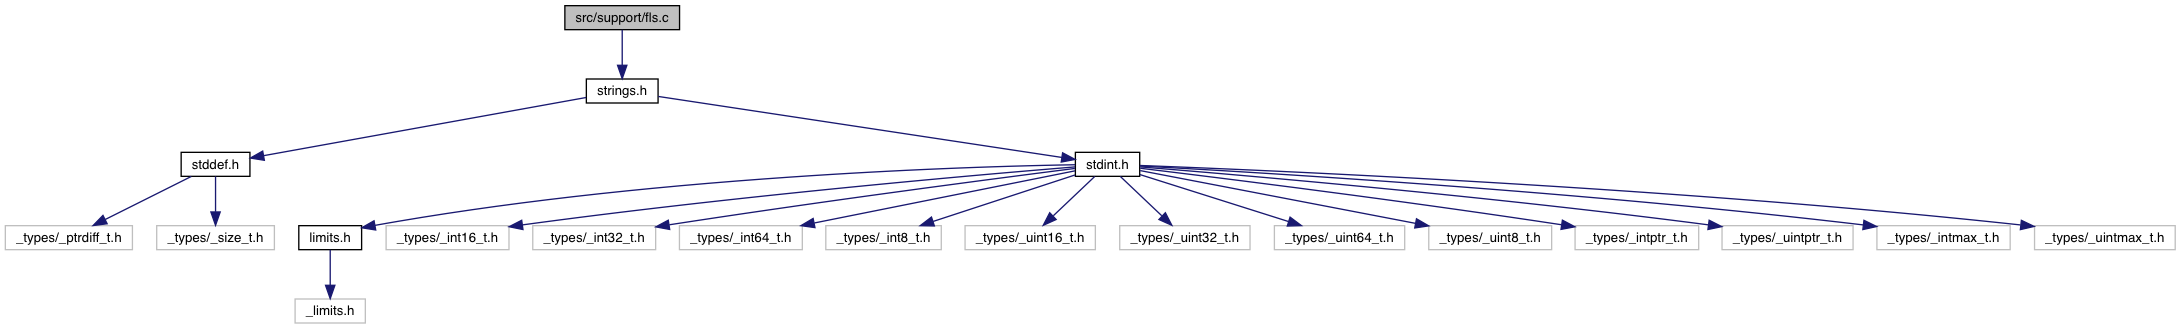 src/support/fls.c
strings.h
stddef.h
stdint.h
_types/_ptrdiff_t.h
_types/_size_t.h
limits.h
_types/_int16_t.h
_types/_int32_t.h
_types/_int64_t.h
_types/_int8_t.h
_types/_uint16_t.h
_types/_uint32_t.h
_types/_uint64_t.h
_types/_uint8_t.h
_types/_intptr_t.h
_types/_uintptr_t.h
_types/_intmax_t.h
_types/_uintmax_t.h
_limits.h